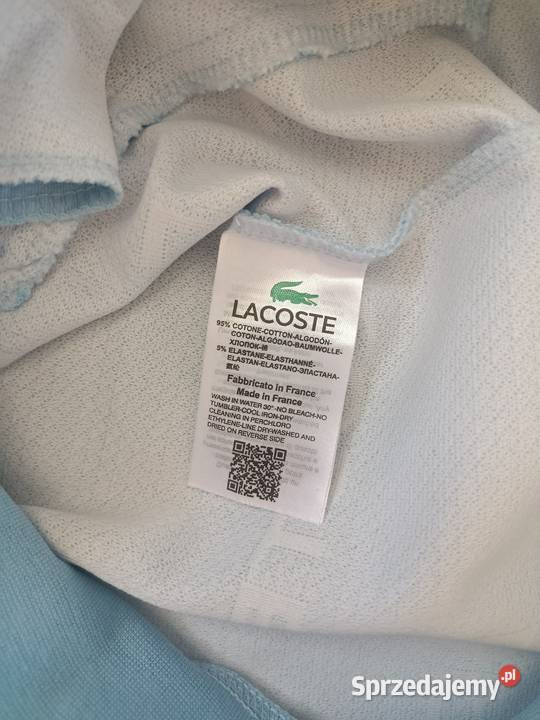 LACOSTE
95% COTONE-COTTON-ALGODÓN-
COTON-ALGODÃO-BAUMWOLLE-
ХЛОПОК-棉
5% ELASTANE-ELASTHANNÉ-
ELASTAN-ELASTANO-ЭЛАСТАНА-
Fabbricato in France
Made in France
WASH IN WATER 30°-NO BLEACH-NO
TUMBLER-COOL IRON-DRY
CLEANING IN PERCHLORO
ETHYLENE-LINE DRY-WASHED AND
DRIED ON REVERSE SIDE
Sprzedajemy.pl